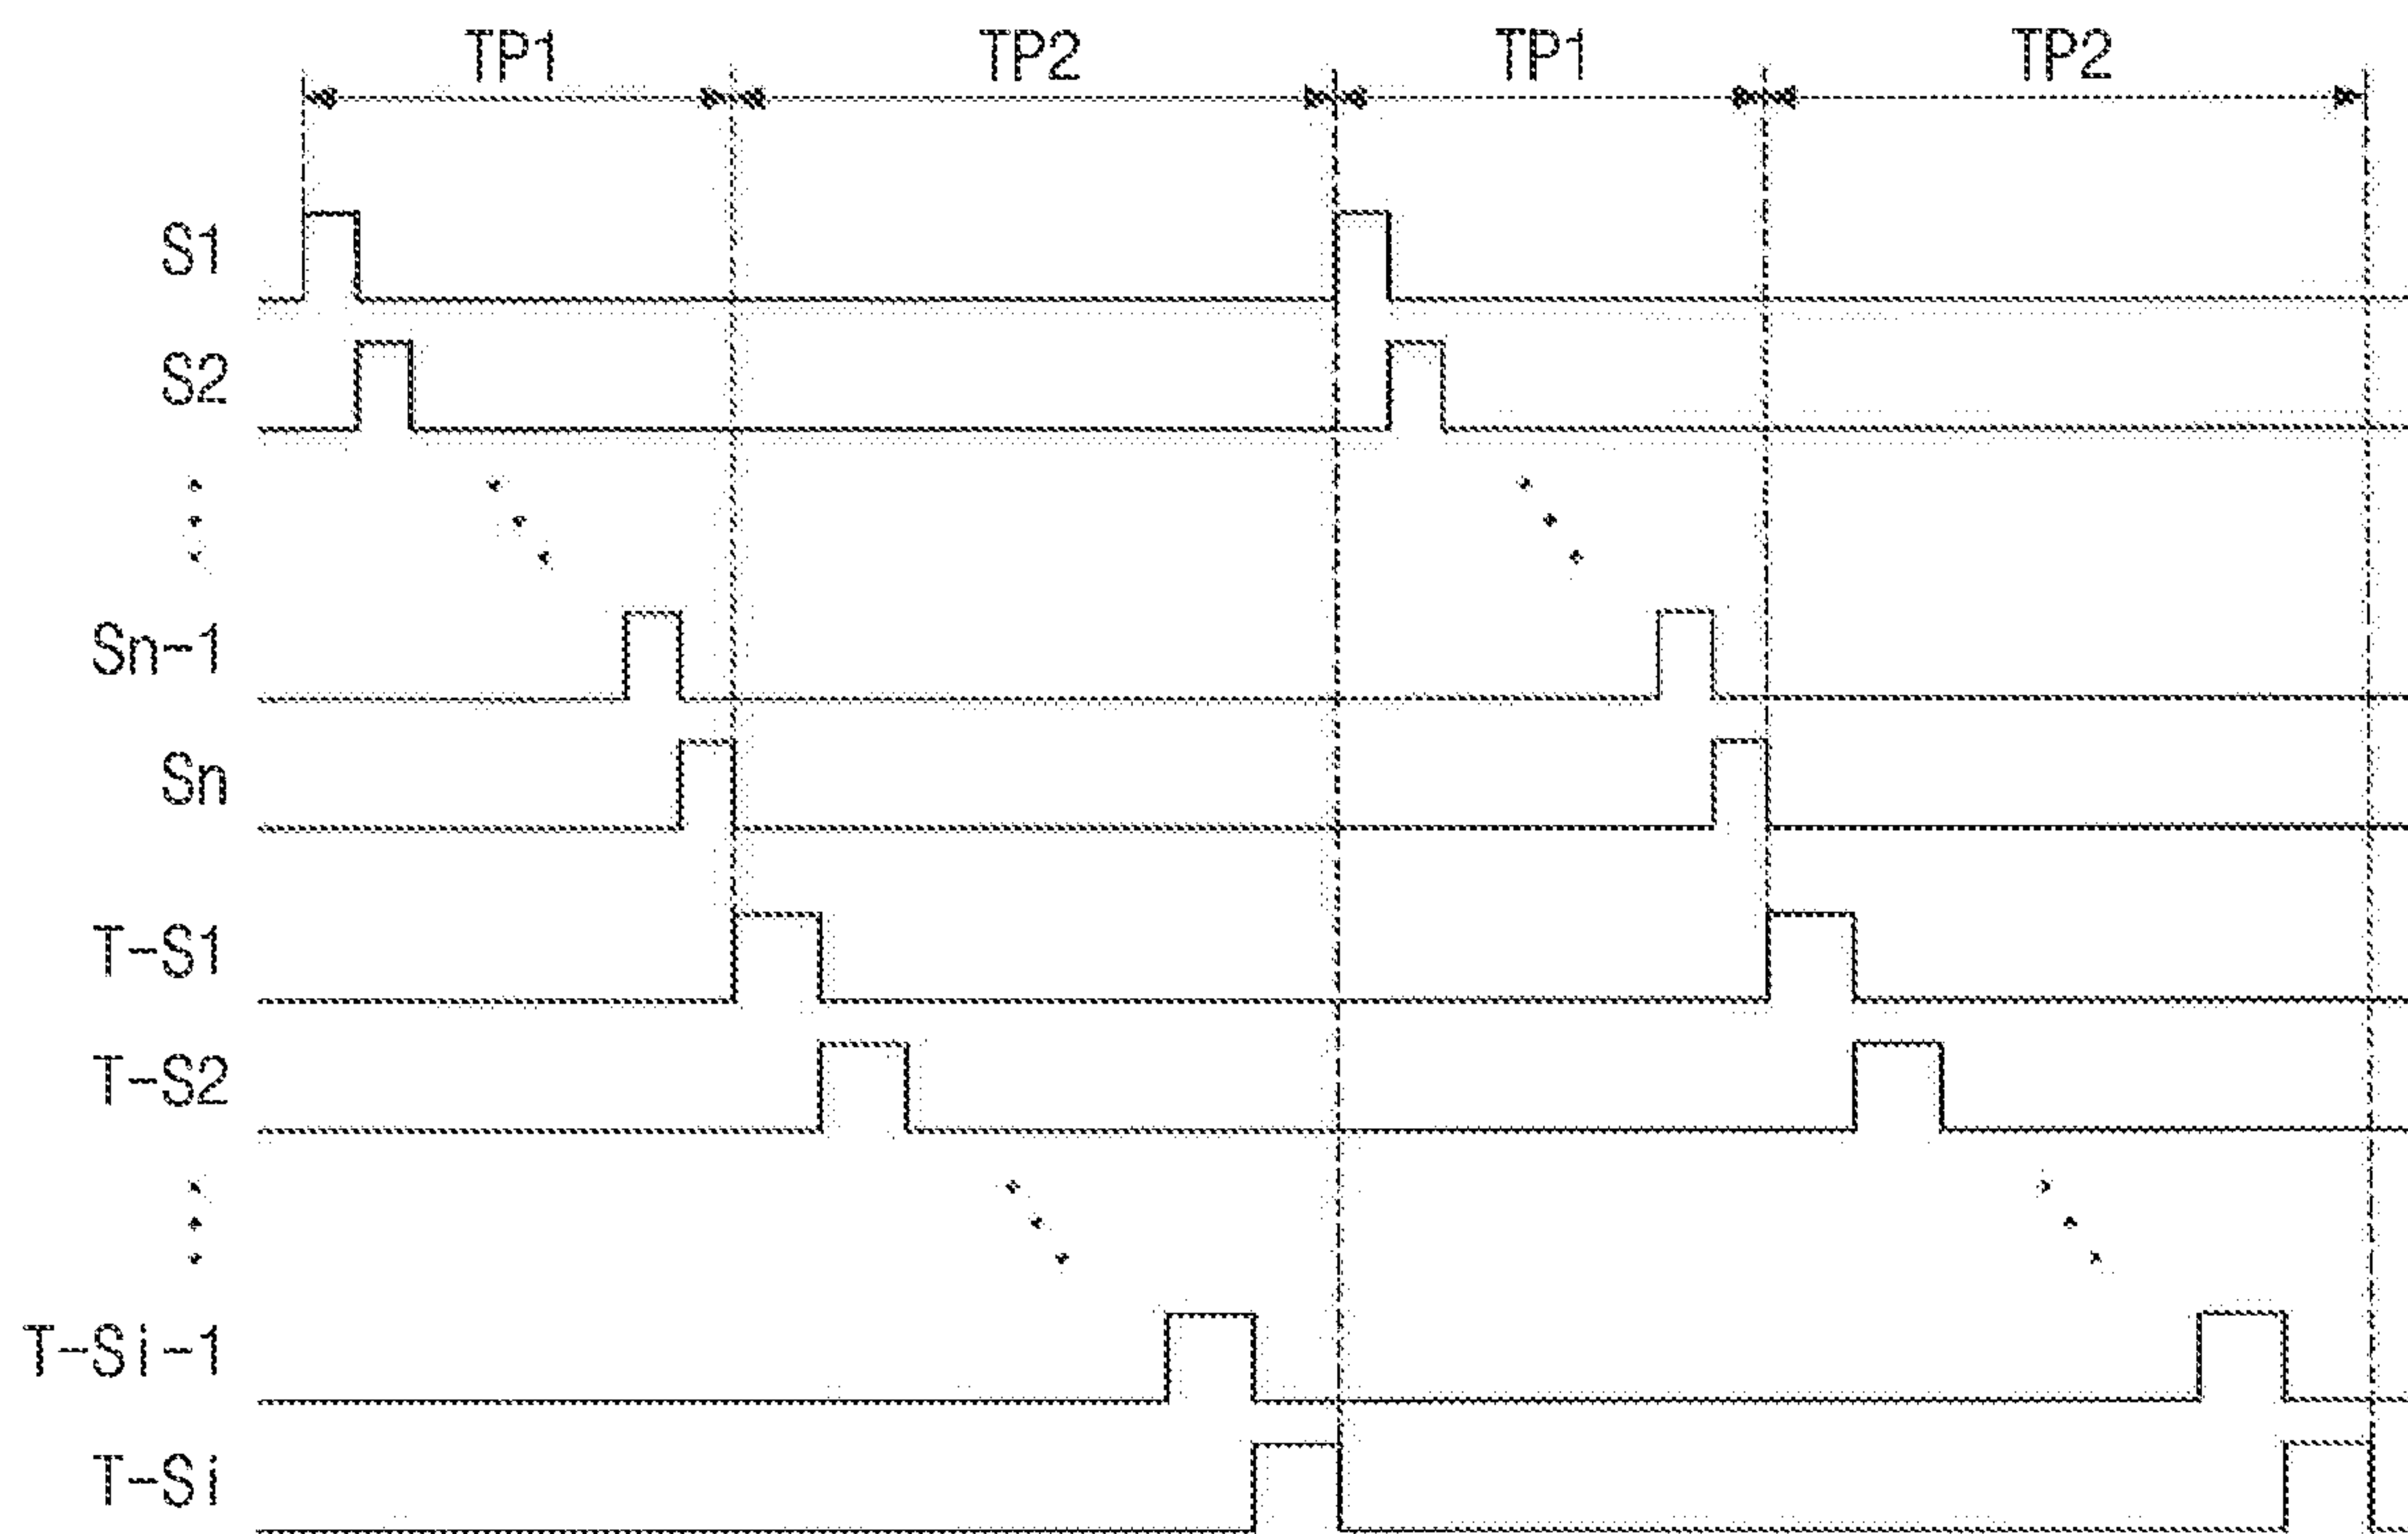 TP1 TP2 TP1 TP2
S1
S2
Sn-1
Sn
T-S1
T-S2
T-Si-1
T-Si